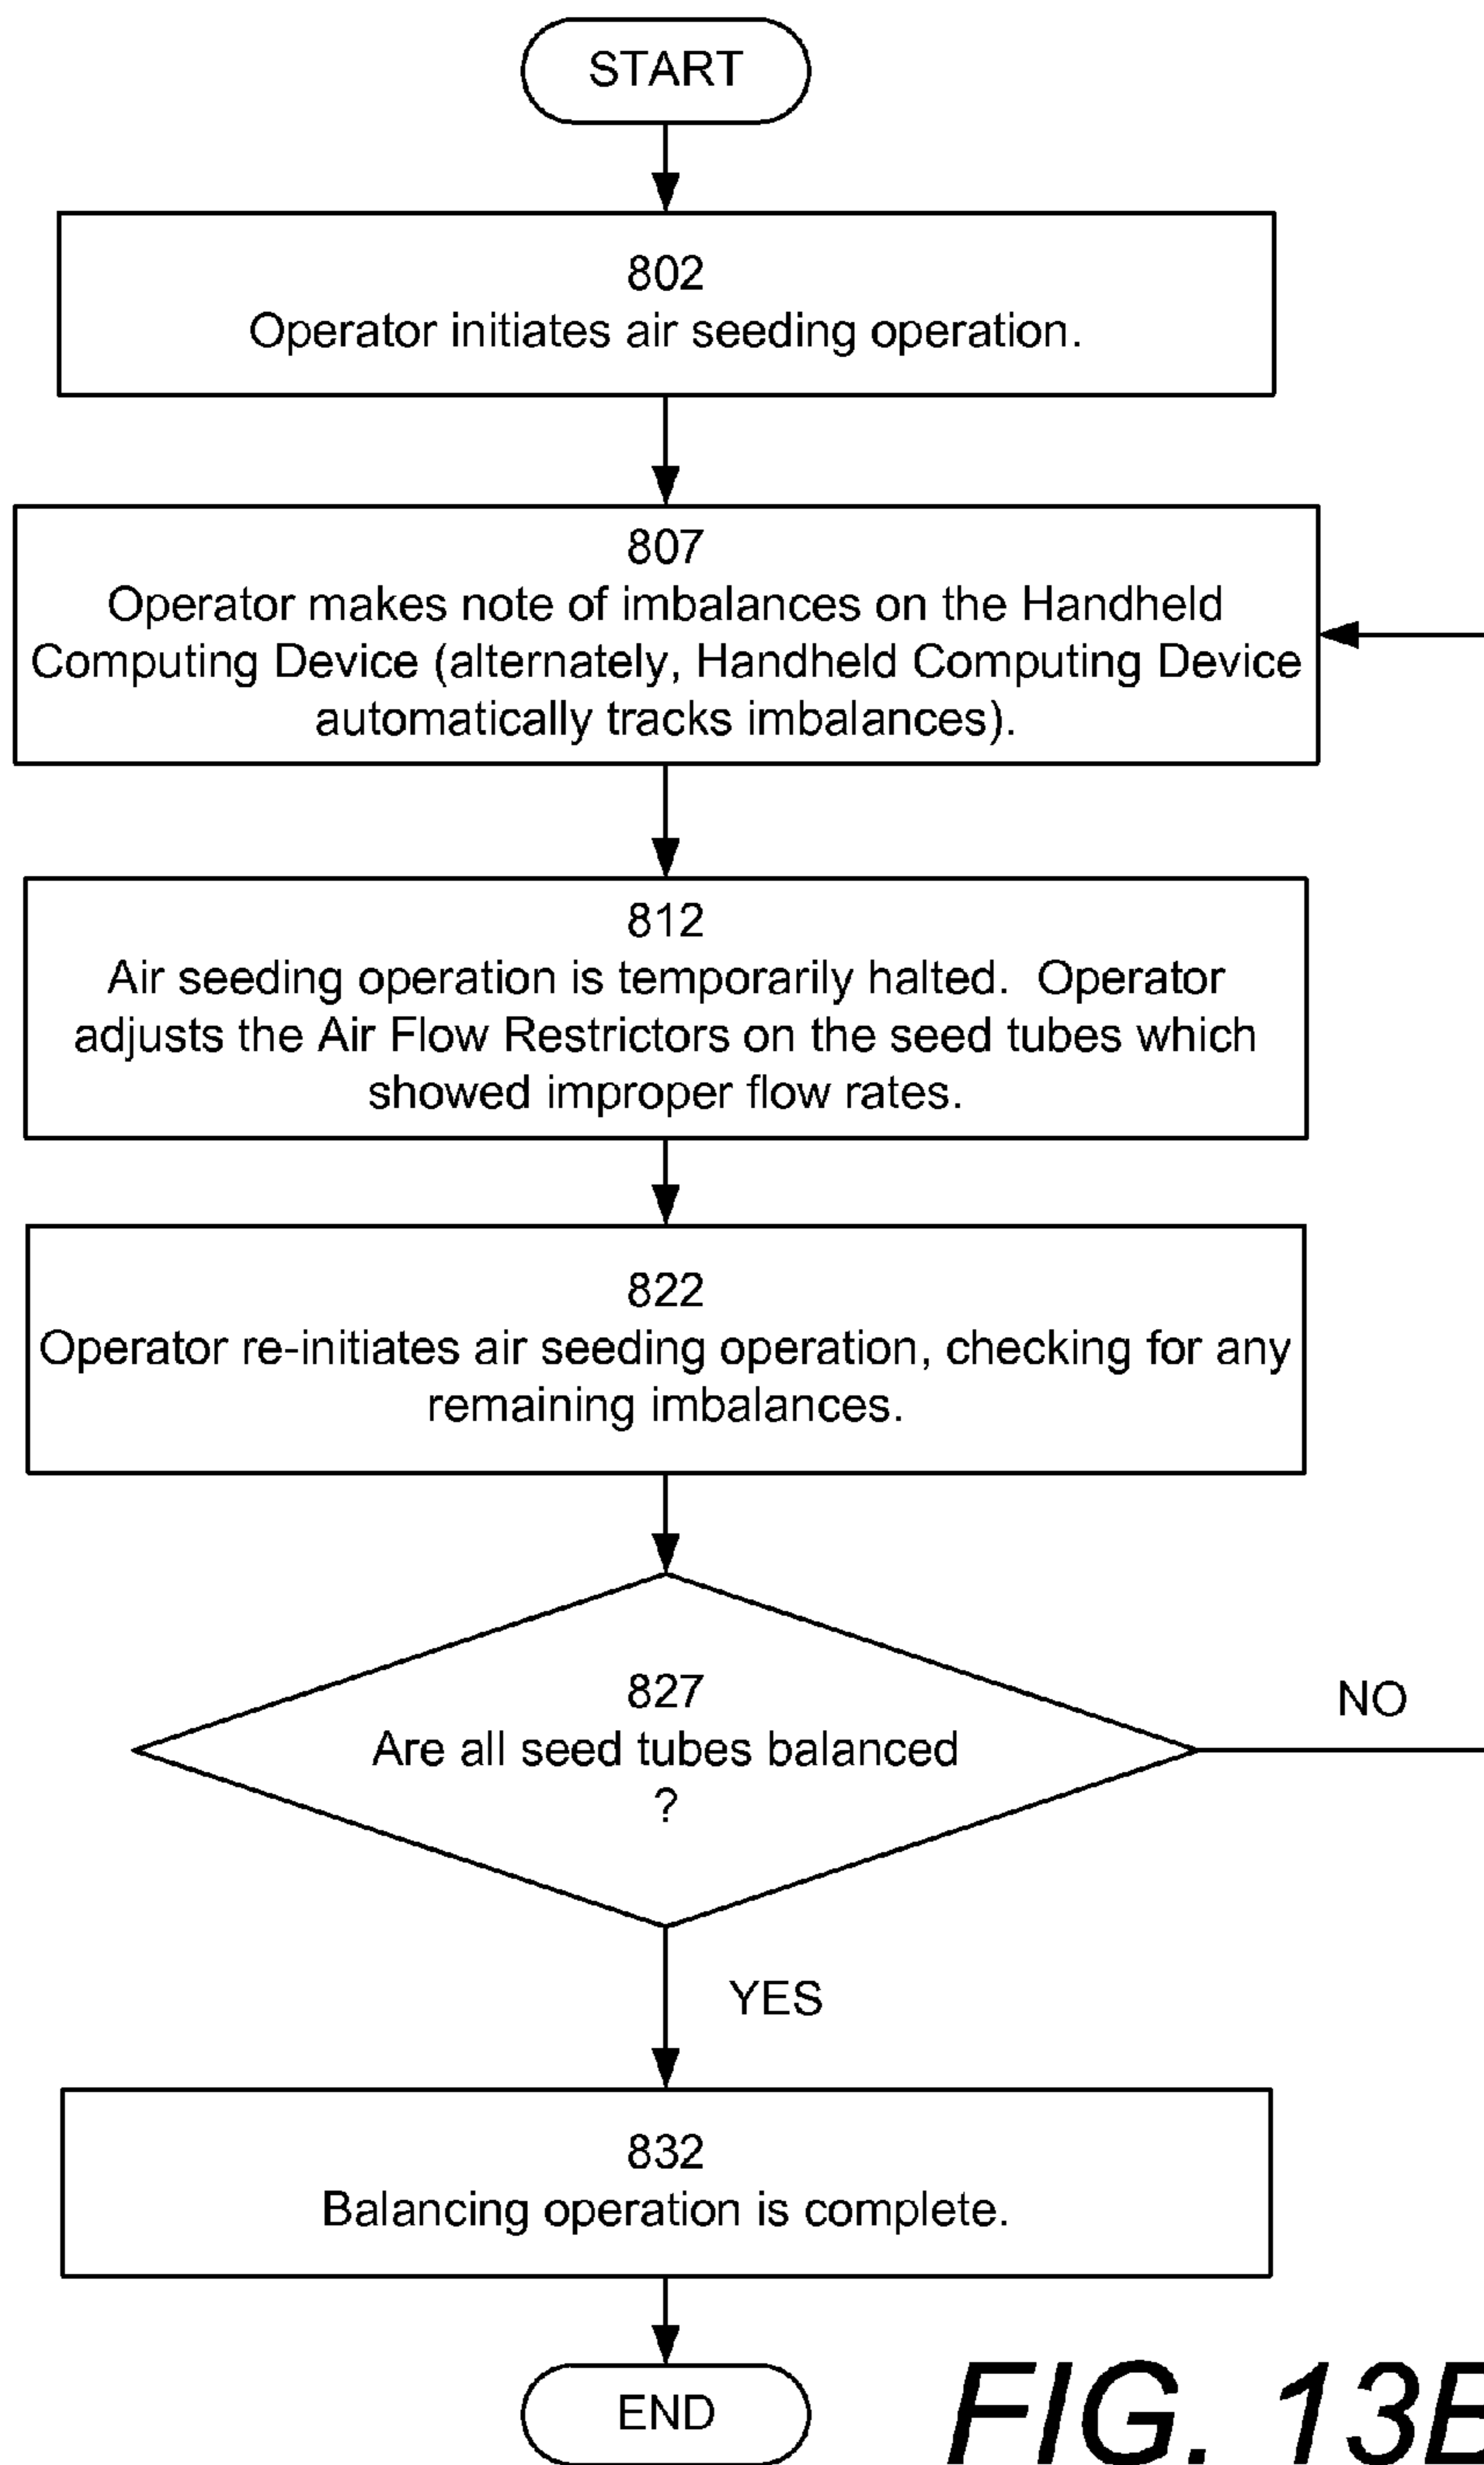 START
802
Operator initiates air seeding operation.
807
Operator makes note of imbalances on the Handheld
Computing Device (alternately, Handheld Computing Device
automatically tracks imbalances).
812
Air seeding operation is temporarily halted. Operator
adjusts the Air Flow Restrictors on the seed tubes which
showed improper flow rates.
822
Operator re-initiates air seeding operation, checking for any
remaining imbalances.
827
Are all seed tubes balanced
?
NO
YES
832
Balancing operation is complete.
END
FIG. 13B